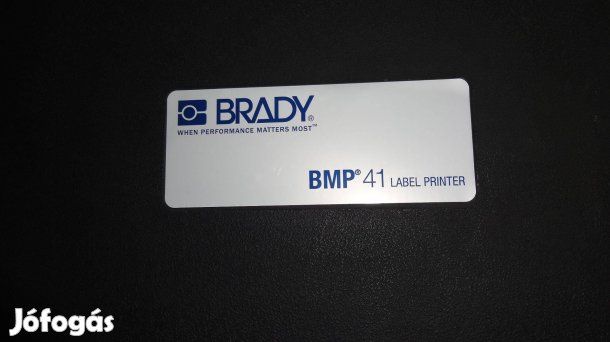 BRADY®
WHEN PERFORMANCE MATTERS MOST™
BMP® 41 LABEL PRINTER
Jófogás